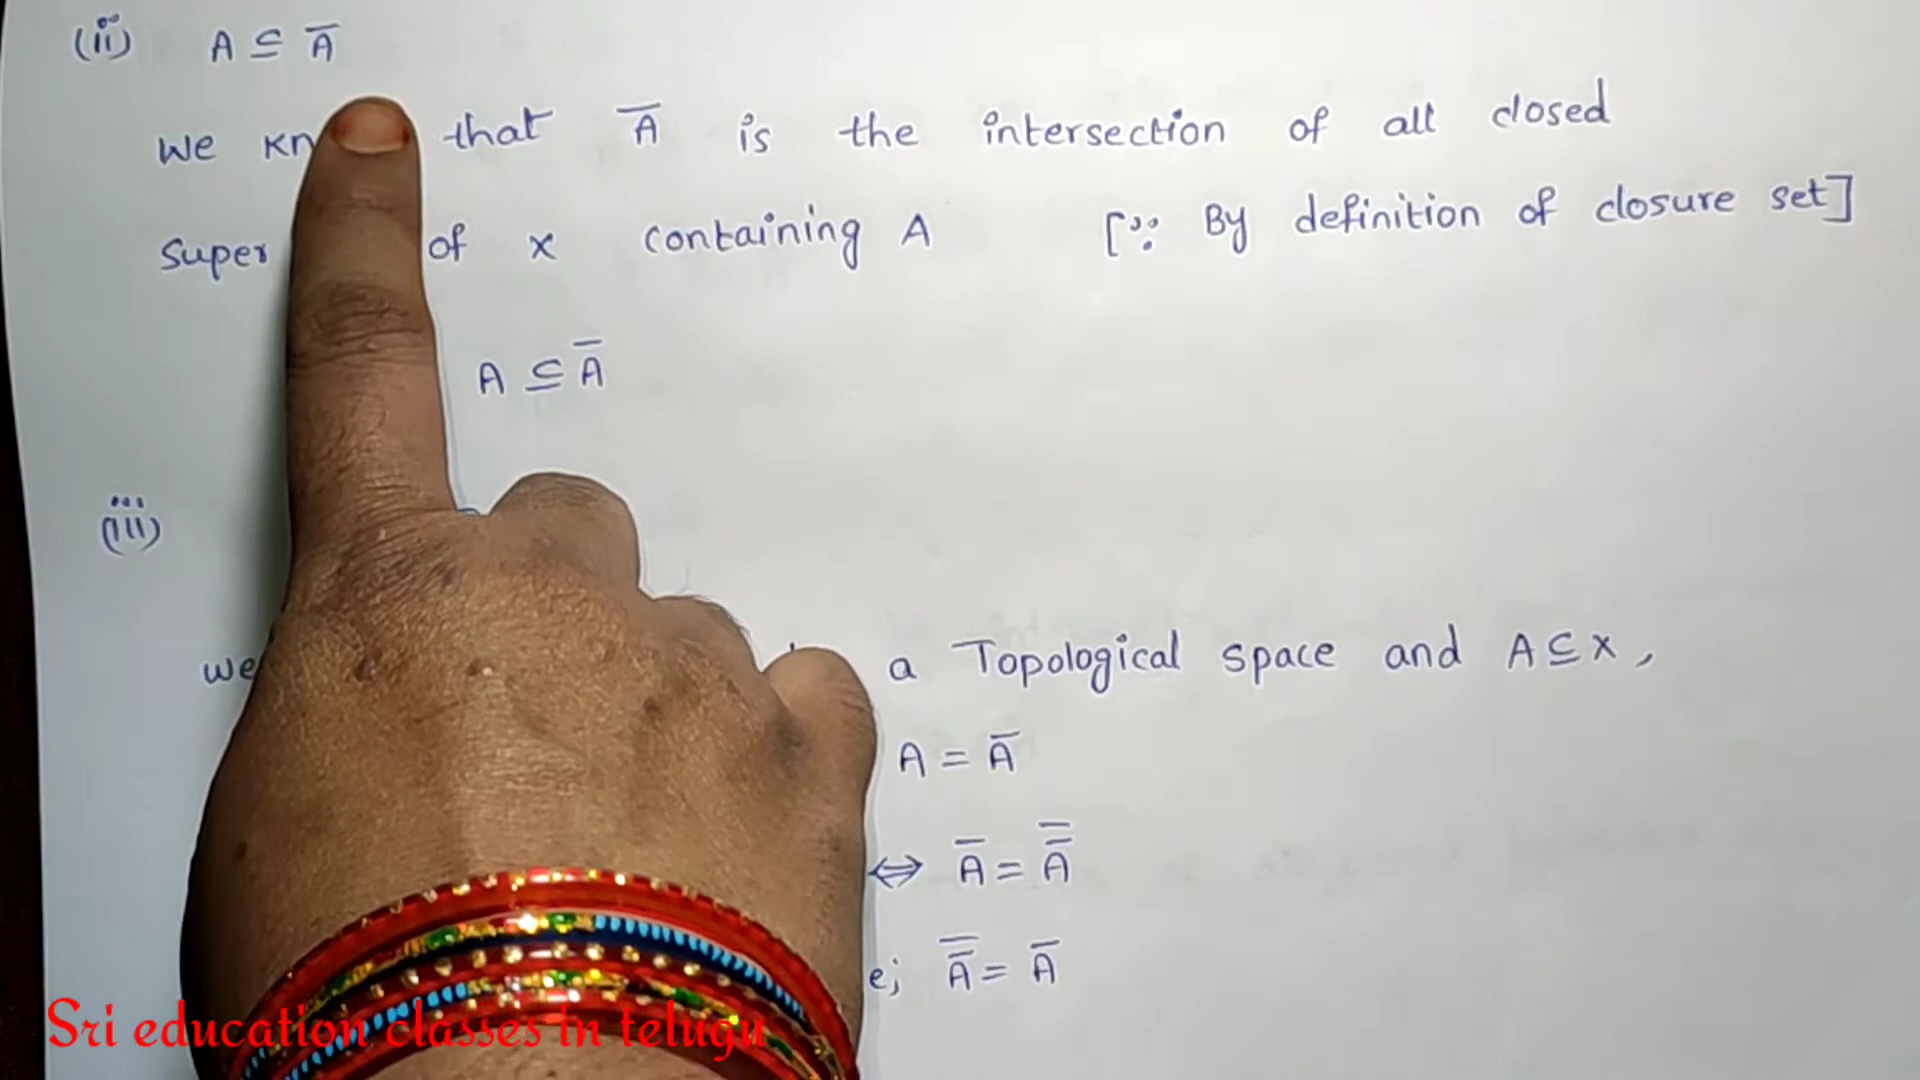 (ii) A ⊆ A̅
We that A̅ is the intersection of all closed
Super of x containing A [∵ By definition of closure set]
A ⊆ A̅
(iii)
we a Topological space and A⊆x,
A = A̅
⇔ A̅ = A̿
e; A̿ = A̅
Sri education classes in telugu